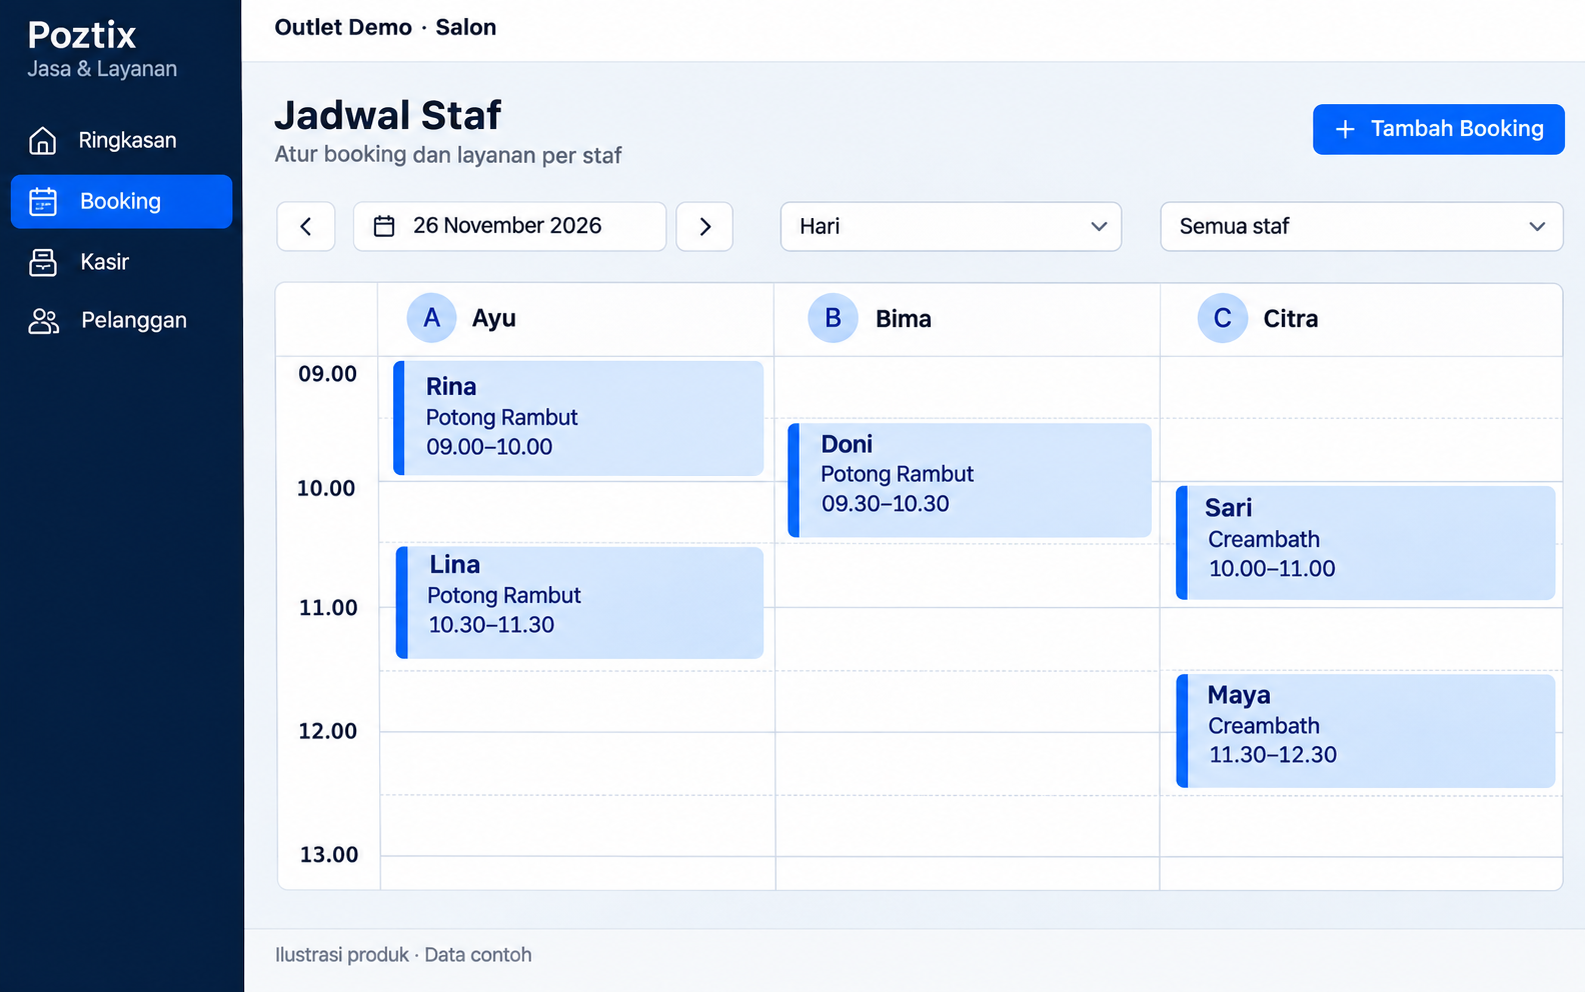 Poztix
Jasa & Layanan
Ringkasan
Booking
Kasir
Pelanggan
Outlet Demo · Salon
Jadwal Staf
Atur booking dan layanan per staf
+ Tambah Booking
26 November 2026
Hari
Semua staf
A Ayu
B Bima
C Citra
09.00
10.00
11.00
12.00
13.00
Rina
Potong Rambut
09.00–10.00
Lina
Potong Rambut
10.30–11.30
Doni
Potong Rambut
09.30–10.30
Sari
Creambath
10.00–11.00
Maya
Creambath
11.30–12.30
Ilustrasi produk · Data contoh